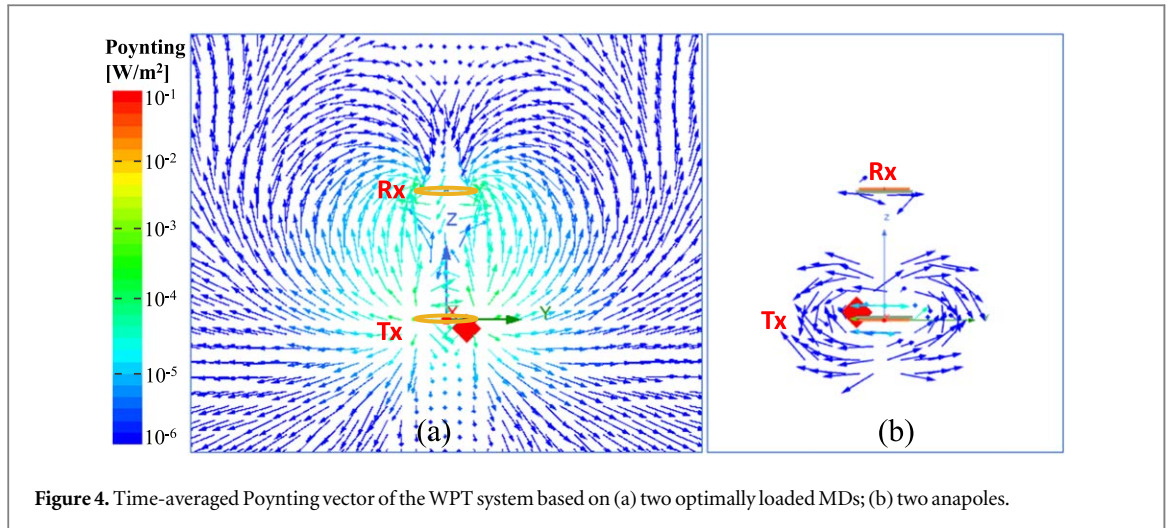 Poynting
[W/m²]
10⁻¹
10⁻²
10⁻³
10⁻⁴
10⁻⁵
10⁻⁶
Rx
Z
X
Y
Tx
(a)
Rx
z
Tx
(b)
Figure 4. Time-averaged Poynting vector of the WPT system based on (a) two optimally loaded MDs; (b) two anapoles.